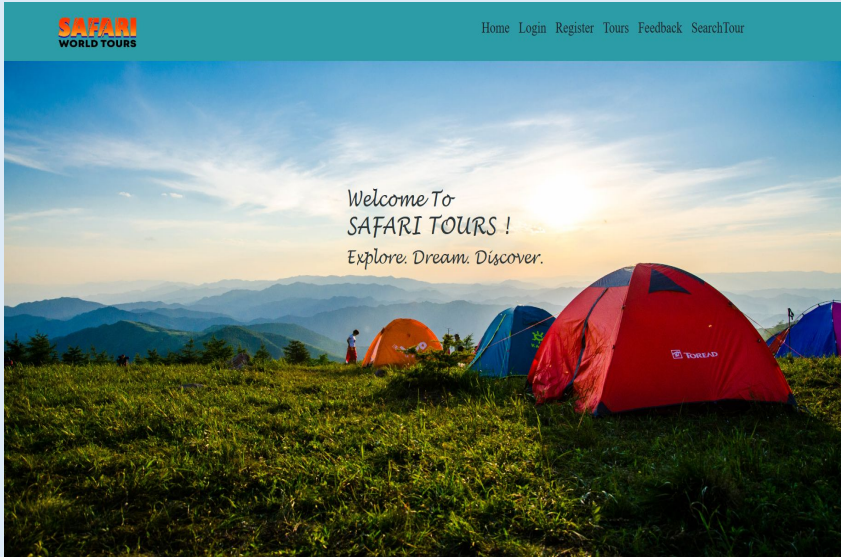 SAFARI
WORLD TOURS
Home Login Register Tours Feedback SearchTour
Welcome To
SAFARI TOURS !
Explore. Dream. Discover.
TOREAD